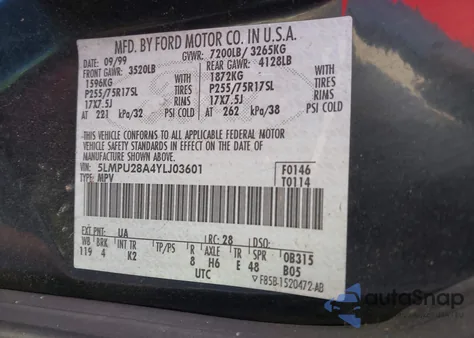 MFD. BY FORD MOTOR CO. IN U.S.A.
DATE: 09/99 GVWR: 7200LB/ 3265KG
FRONT GAWR: 3520LB REAR GAWR: 4128LB
1596KG 1872KG
P255/75R17SL TIRES P255/75R17SL TIRES
17X7.5J RIMS 17X7.5J RIMS
AT 221 kPa/32 PSI COLD AT 262 kPa/38 PSI COLD
THIS VEHICLE CONFORMS TO ALL APPLICABLE FEDERAL MOTOR
VEHICLE SAFETY STANDARDS IN EFFECT ON THE DATE OF
MANUFACTURE SHOWN ABOVE.
VIN: 5LMPU28A4YLJ03601 F0146
TYPE: MPV T0114
EXT PNT: UA RC: 28 DSO:
WB BRK INT TR TP/PS R AXLE TR SPR 0B315
119 4 K2 8 H6 E 48 B05
UTC F85B-1520472-AB
autoSnap